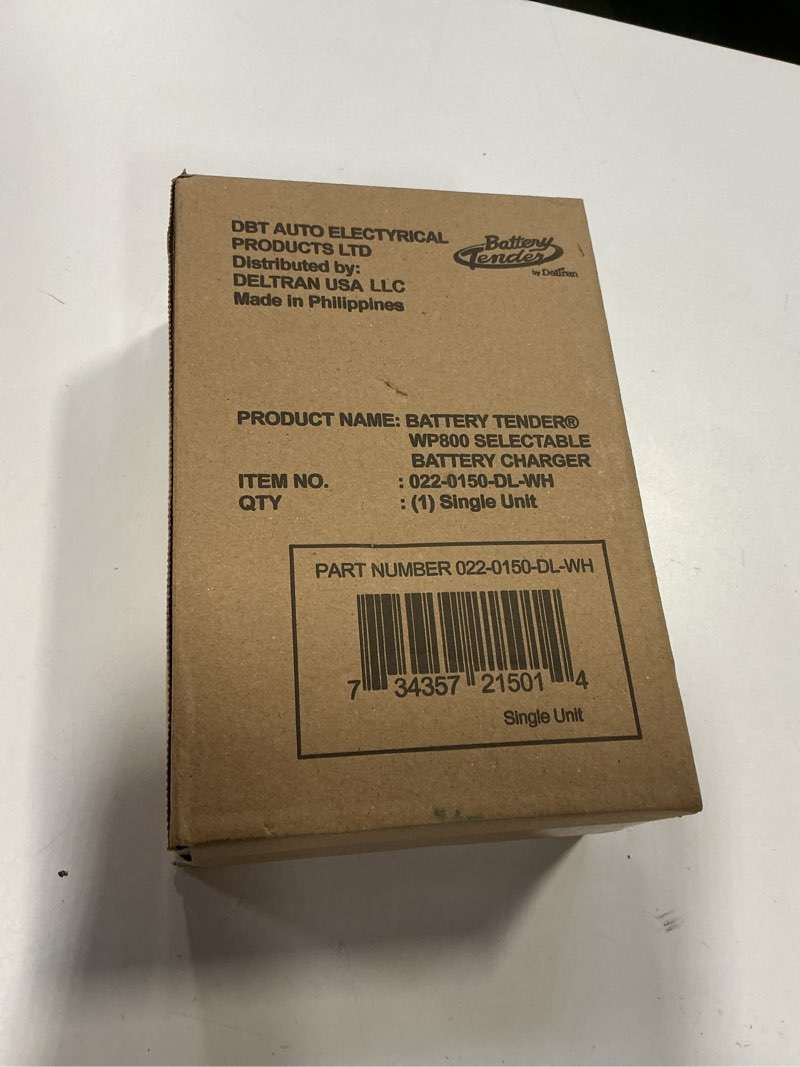 DBT AUTO ELECTYRICAL
PRODUCTS LTD
Distributed by:
DELTRAN USA LLC
Made in Philippines
Battery
Tender
by Deltran
PRODUCT NAME: BATTERY TENDER®
WP800 SELECTABLE
BATTERY CHARGER
ITEM NO. : 022-0150-DL-WH
QTY : (1) Single Unit
PART NUMBER 022-0150-DL-WH
7 34357 21501 4
Single Unit